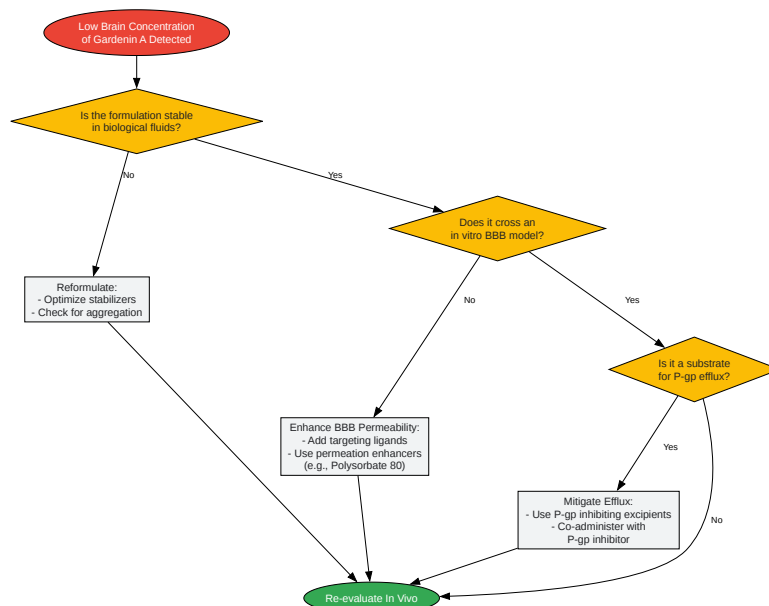 Low Brain Concentration
of Gardenin A Detected
Is the formulation stable
in biological fluids?
No
Yes
Does it cross an
in vitro BBB model?
Reformulate:
- Optimize stabilizers
- Check for aggregation
No
Yes
Is it a substrate
for P-gp efflux?
Enhance BBB Permeability:
- Add targeting ligands
- Use permeation enhancers
(e.g., Polysorbate 80)
Yes
Mitigate Efflux:
- Use P-gp inhibiting excipients
- Co-administer with
P-gp inhibitor
No
Re-evaluate In Vivo